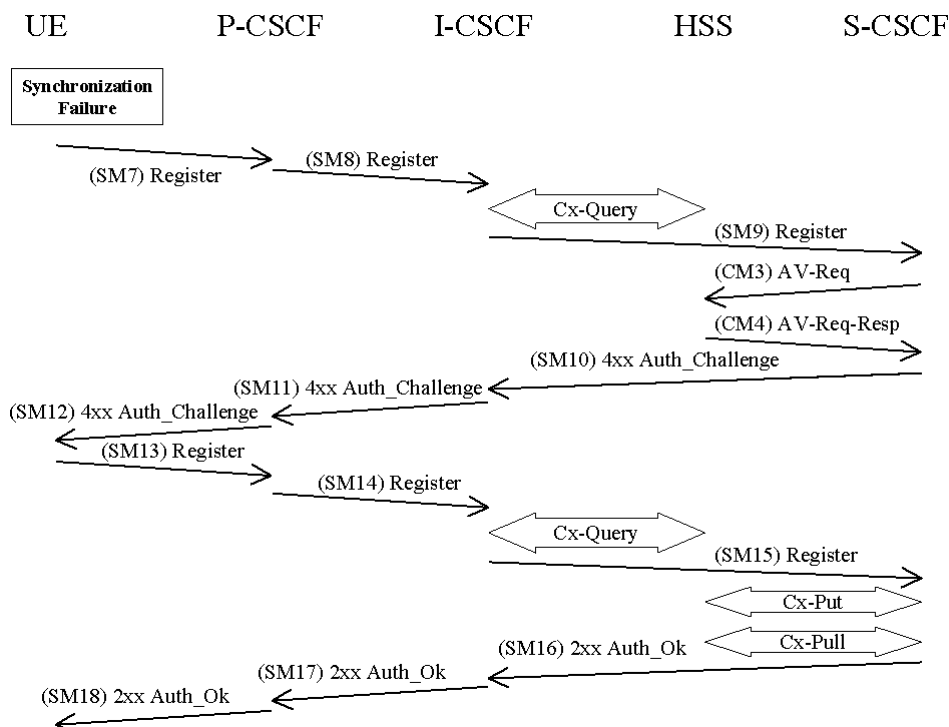 UE P-CSCF I-CSCF HSS S-CSCF
Synchronization
Failure
(SM7) Register
(SM8) Register
Cx-Query
(SM9) Register
(CM3) AV-Req
(CM4) AV-Req-Resp
(SM10) 4xx Auth_Challenge
(SM11) 4xx Auth_Challenge
(SM12) 4xx Auth_Challenge
(SM13) Register
(SM14) Register
Cx-Query
(SM15) Register
Cx-Put
Cx-Pull
(SM16) 2xx Auth_Ok
(SM17) 2xx Auth_Ok
(SM18) 2xx Auth_Ok